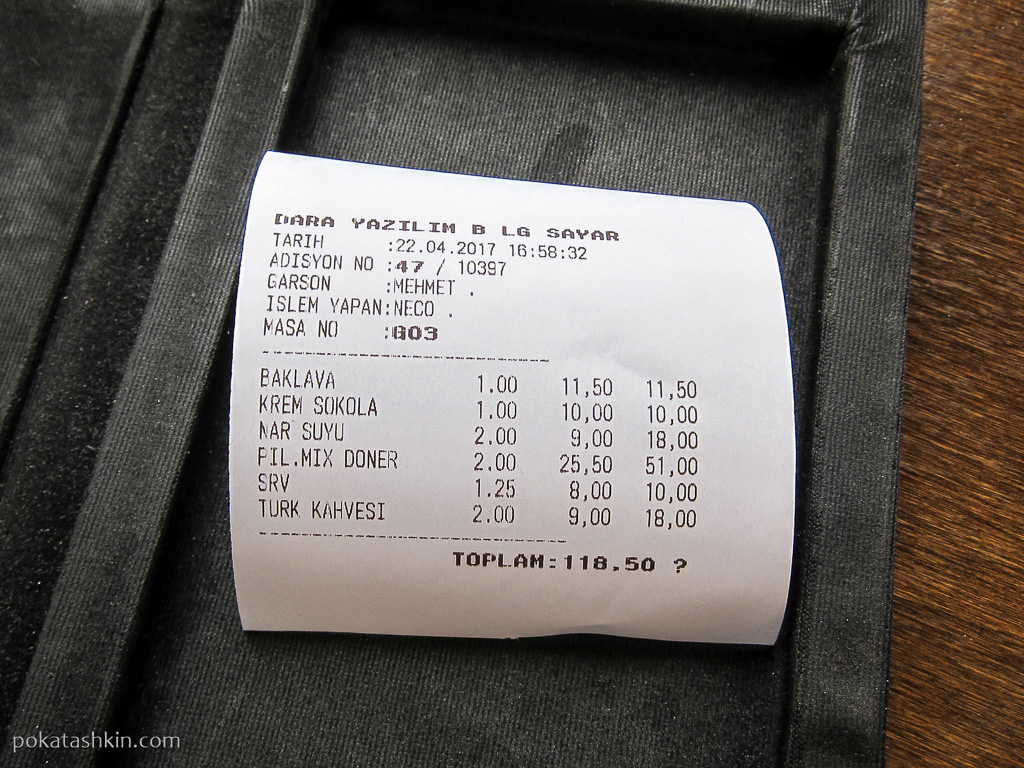 DARA YAZILIM B LG SAYAR
TARIH :22.04.2017 16:58:32
ADISYON NO :47 / 10397
GARSON :MEHMET .
ISLEM YAPAN:NECO .
MASA NO :G03
BAKLAVA 1.00 11,50 11,50
KREM SOKOLA 1.00 10,00 10,00
NAR SUYU 2.00 9,00 18,00
PIL.MIX DONER 2.00 25,50 51,00
SRV 1.25 8,00 10,00
TURK KAHVESI 2.00 9,00 18,00
TOPLAM:118.50 ?
pokatashkin.com